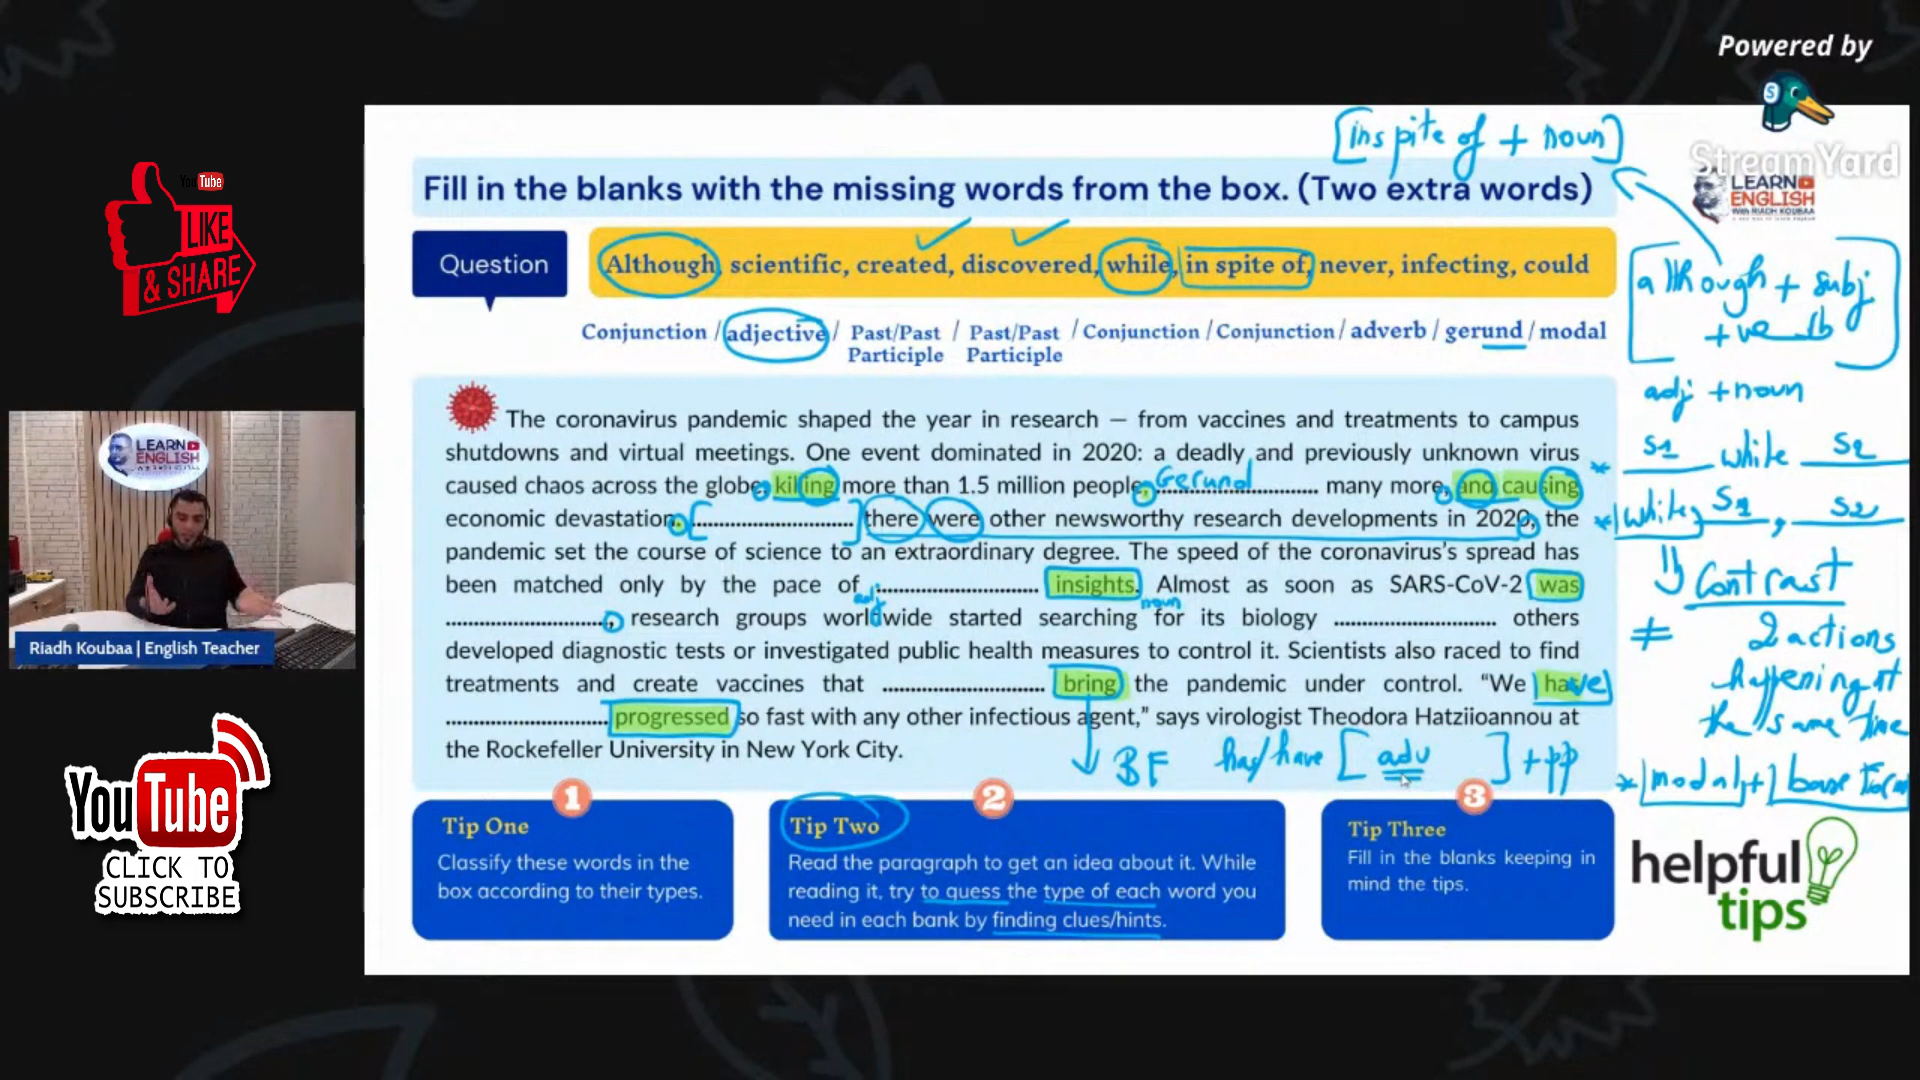 Powered by
StreamYard
[Inspite of + noun]
LEARN
ENGLISH
With RIADH KOUBAA
Fill in the blanks with the missing words from the box. (Two extra words)
Question
Although, scientific, created, discovered, while, in spite of, never, infecting, could
Conjunction / adjective / Past/Past Participle / Past/Past Participle / Conjunction / Conjunction / adverb / gerund / modal
The coronavirus pandemic shaped the year in research — from vaccines and treatments to campus
shutdowns and virtual meetings. One event dominated in 2020: a deadly and previously unknown virus
caused chaos across the globe, killing more than 1.5 million people, Gerund .......... many more, and causing
economic devastation. [..............................] there were other newsworthy research developments in 2020, the
pandemic set the course of science to an extraordinary degree. The speed of the coronavirus's spread has
been matched only by the pace of .............................. insights. Almost as soon as SARS-CoV-2 was
adj
noun
.............................., research groups worldwide started searching for its biology .............................. others
developed diagnostic tests or investigated public health measures to control it. Scientists also raced to find
treatments and create vaccines that .............................. bring the pandemic under control. “We have
.............................. progressed so fast with any other infectious agent,” says virologist Theodora Hatziioannou at
the Rockefeller University in New York City.
BF
has/have [adv ] + pp
although + subj
+ verb
adj + noun
* S1 while S2
* while S1, S2
Contrast
≠ 2 actions
happening at
the same time
* modal + base form
1
Tip One
Classify these words in the
box according to their types.
2
Tip Two
Read the paragraph to get an idea about it. While
reading it, try to quess the type of each word you
need in each bank by finding clues/hints.
3
Tip Three
Fill in the blanks keeping in
mind the tips.
helpful
tips
YouTube
LIKE
& SHARE
LEARN
ENGLISH
Riadh Koubaa | English Teacher
YouTube
CLICK TO
SUBSCRIBE